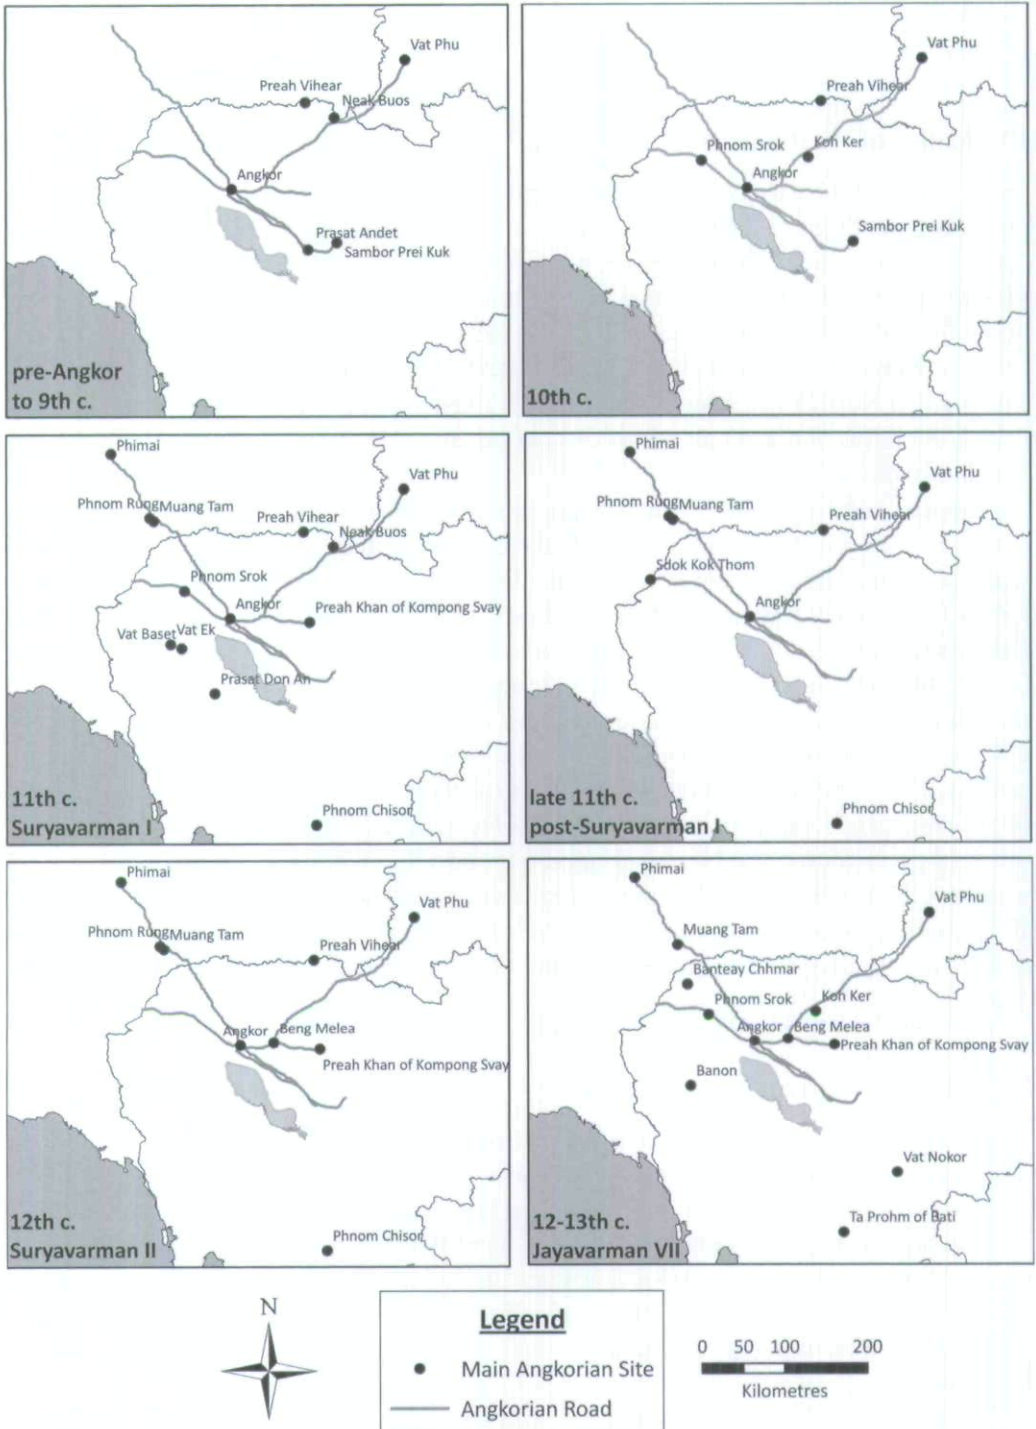 Vat Phu
Preah Vihear
Neak Buos
Angkor
Prasat Andet
Sambor Prei Kuk
pre-Angkor
to 9th c.
Vat Phu
Preah Vihear
Phnom Srok
Koh Ker
Angkor
Sambor Prei Kuk
10th c.
Phimai
Vat Phu
Phnom Rung
Muang Tam
Preah Vihear
Neak Buos
Phnom Srok
Angkor
Preah Khan of Kompong Svay
Vat Baset
Vat Ek
Prasat Don An
Phnom Chisor
11th c.
Suryavarman I
Phimai
Vat Phu
Phnom Rung
Muang Tam
Preah Vihear
Sdok Kok Thom
Angkor
Phnom Chisor
late 11th c.
post-Suryavarman I
Phimai
Vat Phu
Phnom Rung
Muang Tam
Preah Vihear
Angkor
Beng Melea
Preah Khan of Kompong Svay
Phnom Chisor
12th c.
Suryavarman II
Phimai
Vat Phu
Muang Tam
Banteay Chhmar
Phnom Srok
Koh Ker
Angkor
Beng Melea
Preah Khan of Kompong Svay
Banon
Vat Nokor
Ta Prohm of Bati
12-13th c.
Jayavarman VII
N
Legend
Main Angkorian Site
Angkorian Road
0 50 100 200
Kilometres